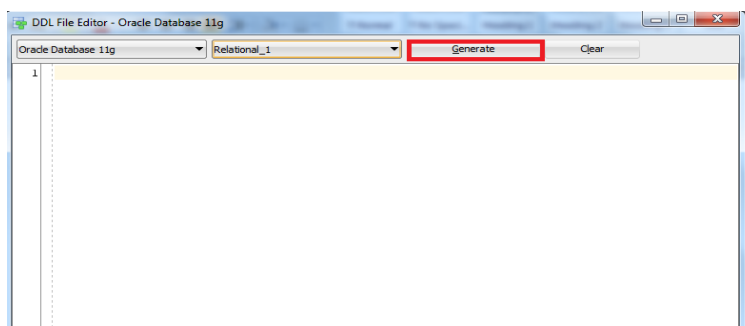 DDL File Editor - Oracle Database 11g
Oracle Database 11g Relational_1 Generate Clear
1